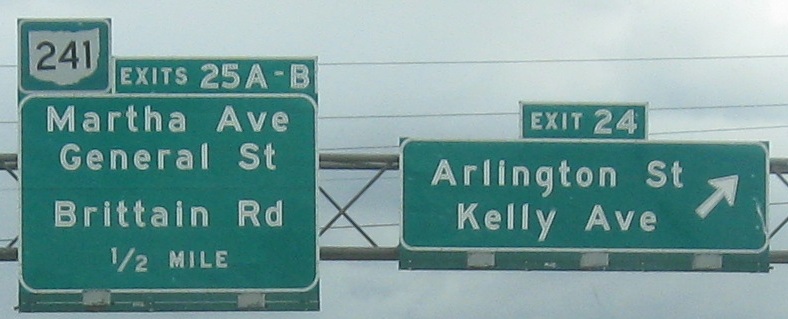 241
EXITS 25A-B
Martha Ave
General St
Brittain Rd
1/2 MILE
EXIT 24
Arlington St
Kelly Ave